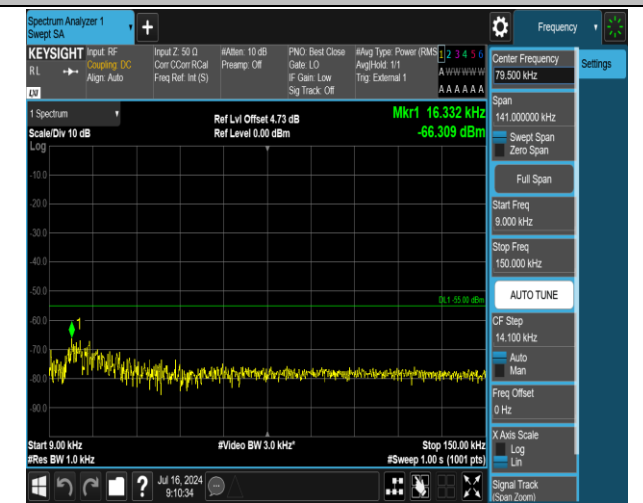 Spectrum Analyzer 1
Swept SA
+
Frequency
KEYSIGHT
RL
LXI
Input: RF
Coupling: DC
Align: Auto
Input Z: 50 Ω
Corr CCorr RCal
Freq Ref: Int (S)
#Atten: 10 dB
Preamp: Off
PNO: Best Close
Gate: LO
IF Gain: Low
Sig Track: Off
#Avg Type: Power (RMS
Avg|Hold: 1/1
Trig: External 1
1 2 3 4 5 6
A W W W W W
A A A A A A
1 Spectrum
Scale/Div 10 dB
Ref Lvl Offset 4.73 dB
Ref Level 0.00 dBm
Mkr1 16.332 kHz
-66.309 dBm
Log
-10.0
-20.0
-30.0
-40.0
-50.0
DL1 -55.00 dBm
-60.0
1
-70.0
-80.0
-90.0
Start 9.00 kHz
#Res BW 1.0 kHz
#Video BW 3.0 kHz*
Stop 150.00 kHz
#Sweep 1.00 s (1001 pts)
Jul 16, 2024
9:10:34
?
Center Frequency
79.500 kHz
Settings
Span
141.000000 kHz
Swept Span
Zero Span
Full Span
Start Freq
9.000 kHz
Stop Freq
150.000 kHz
AUTO TUNE
CF Step
14.100 kHz
Auto
Man
Freq Offset
0 Hz
X Axis Scale
Log
Lin
Signal Track
(Span Zoom)